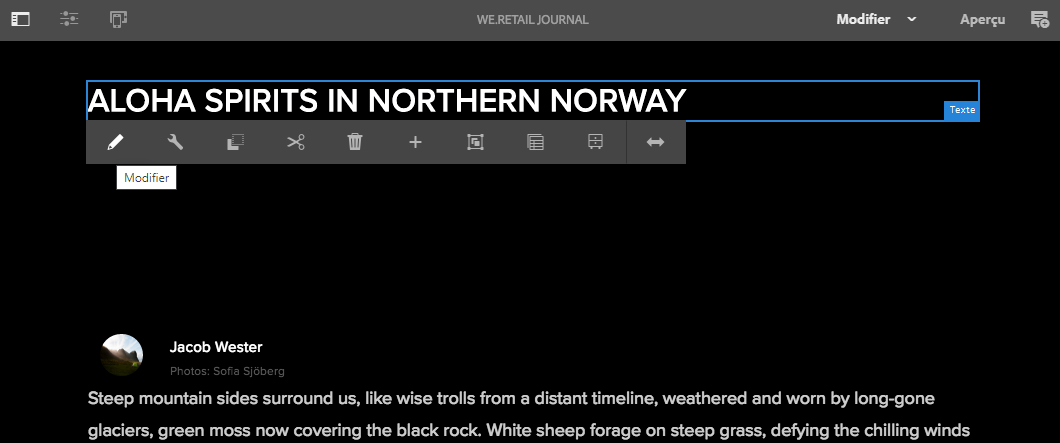 WE.RETAIL JOURNAL
Modifier
Aperçu
ALOHA SPIRITS IN NORTHERN NORWAY
Texte
Modifier
Jacob Wester
Photos: Sofia Sjöberg
Steep mountain sides surround us, like wise trolls from a distant timeline, weathered and worn by long-gone
glaciers, green moss now covering the black rock. White sheep forage on steep grass, defying the chilling winds